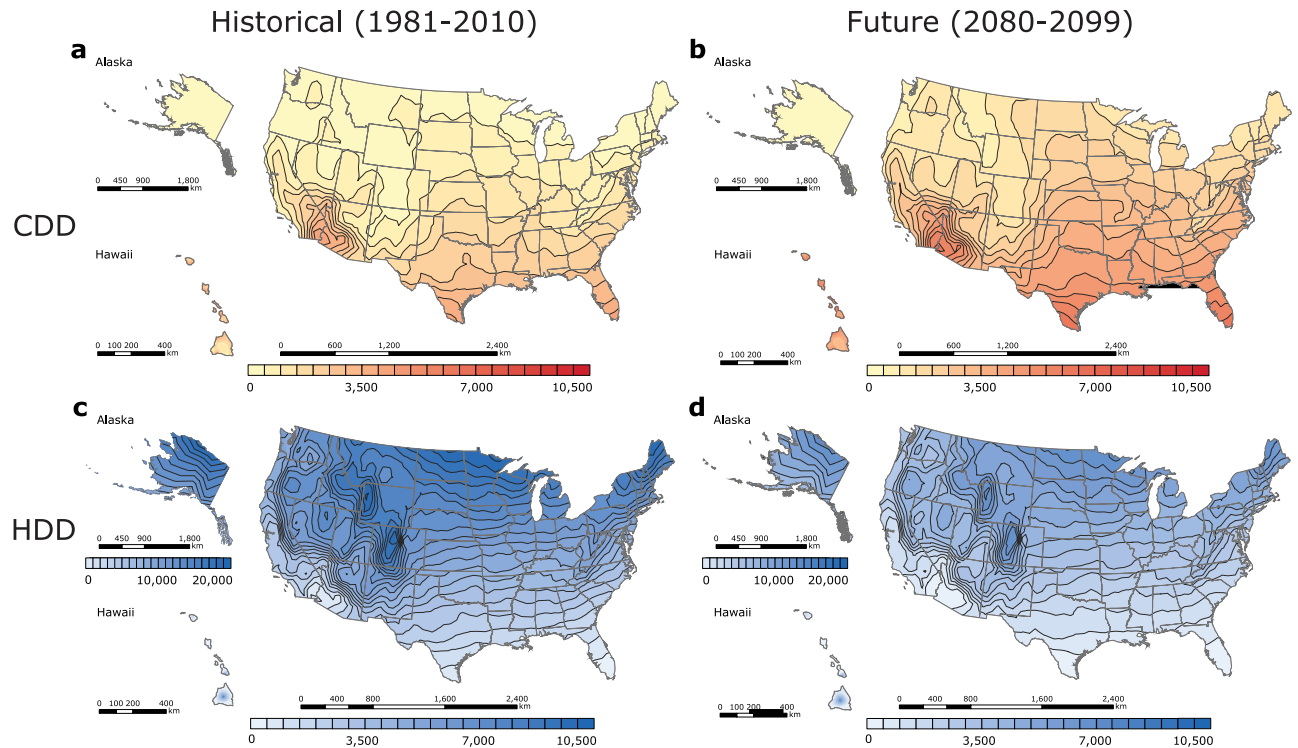 Historical (1981-2010)
Future (2080-2099)
CDD
HDD
a
Alaska
0 450 900 1,800
km
Hawaii
0 100 200 400
km
0 600 1,200 2,400
km
0 3,500 7,000 10,500
b
Alaska
0 450 900 1,800
km
Hawaii
0 100 200 400
km
0 600 1,200 2,400
km
0 3,500 7,000 10,500
c
Alaska
0 450 900 1,800
km
0 10,000 20,000
Hawaii
0 100 200 400
km
0 400 800 1,600 2,400
km
0 3,500 7,000 10,500
d
Alaska
0 450 900 1,800
km
0 10,000 20,000
Hawaii
0 100 200 400
km
0 400 800 1,600 2,400
km
0 3,500 7,000 10,500